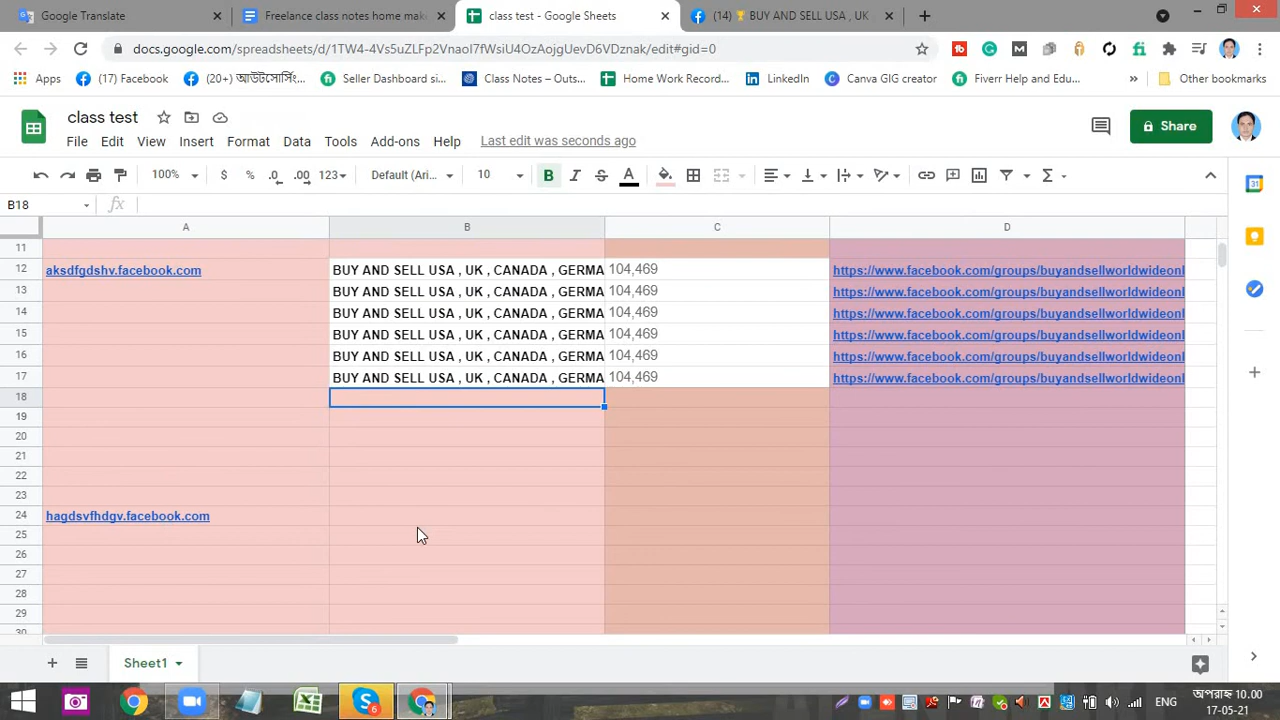 Google Translate
Freelance class notes home make
class test - Google Sheets
(14) 🏆 BUY AND SELL USA , UK
docs.google.com/spreadsheets/d/1TW4-4Vs5uZLFp2VnaoI7fWsiU4OzAojgUevD6VDznak/edit#gid=0
Apps
(17) Facebook
(20+) আউটসোর্সিং...
Seller Dashboard si...
Class Notes – Outs...
Home Work Record...
LinkedIn
Canva GIG creator
Fiverr Help and Edu...
Other bookmarks
class test
Share
File Edit View Insert Format Data Tools Add-ons Help Last edit was seconds ago
100% $ % .0 .00 123 Default (Ari... 10 B I S A
B18 fx
A B C D
11
12 aksdfgdshv.facebook.com BUY AND SELL USA , UK , CANADA , GERMA 104,469 https://www.facebook.com/groups/buyandsellworldwideonl
13 BUY AND SELL USA , UK , CANADA , GERMA 104,469 https://www.facebook.com/groups/buyandsellworldwideonl
14 BUY AND SELL USA , UK , CANADA , GERMA 104,469 https://www.facebook.com/groups/buyandsellworldwideonl
15 BUY AND SELL USA , UK , CANADA , GERMA 104,469 https://www.facebook.com/groups/buyandsellworldwideonl
16 BUY AND SELL USA , UK , CANADA , GERMA 104,469 https://www.facebook.com/groups/buyandsellworldwideonl
17 BUY AND SELL USA , UK , CANADA , GERMA 104,469 https://www.facebook.com/groups/buyandsellworldwideonl
18
19
20
21
22
23
24 hagdsvfhdgv.facebook.com
25
26
27
28
29
30
Sheet1
ENG
অপরাহ্ণ 10.00
17-05-21